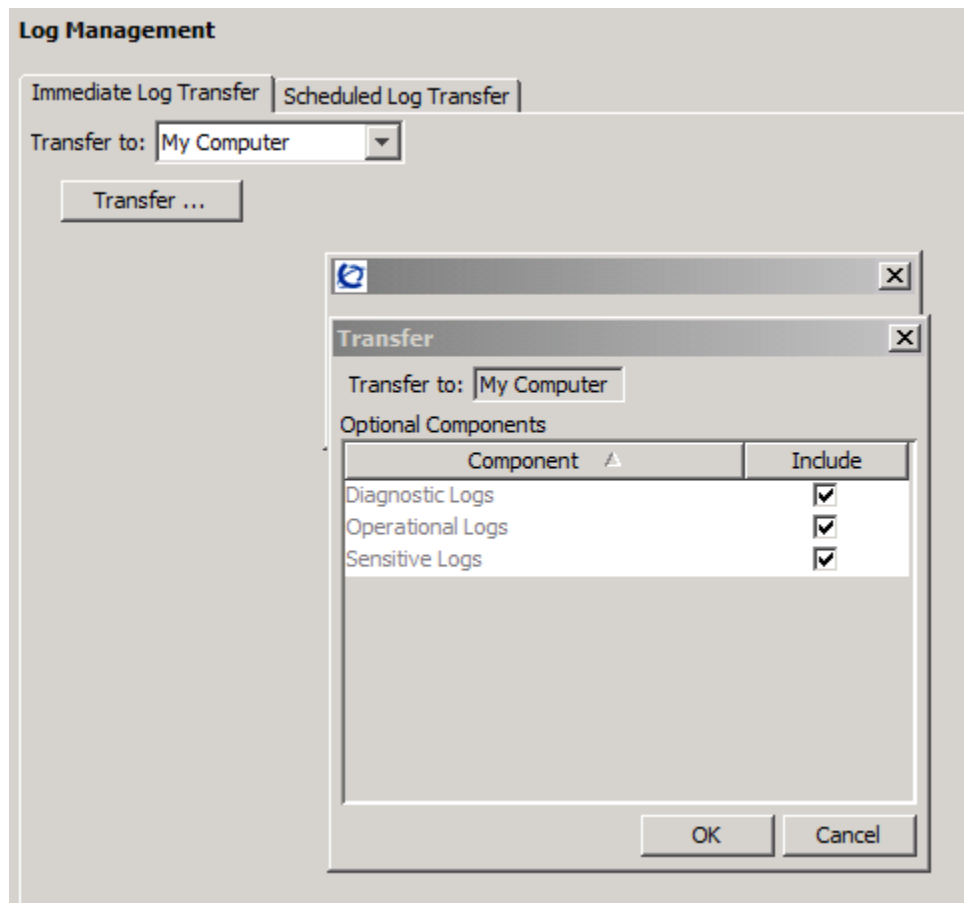 Log Management
Immediate Log Transfer Scheduled Log Transfer
Transfer to: My Computer
Transfer ...
Transfer
Transfer to: My Computer
Optional Components
Component Include
Diagnostic Logs
Operational Logs
Sensitive Logs
OK Cancel